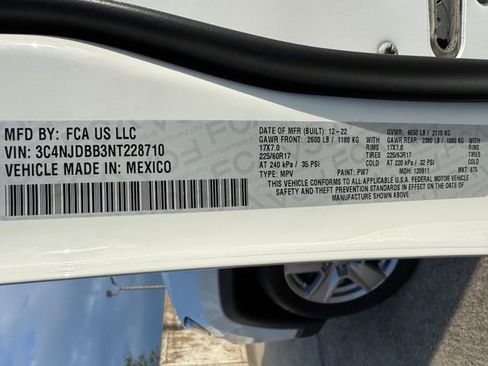 MFD BY: FCA US LLC
VIN: 3C4NJDBB3NT228710
VEHICLE MADE IN: MEXICO
DATE OF MFR (BUILT): 12-22 GVWR: 4650 LB / 2110 KG
GAWR FRONT: 2600 LB / 1180 KG GAWR REAR: 2380 LB / 1080 KG
17X7.0 RIMS 17X7.0 RIMS
225/60R17 TIRES 225/60R17 TIRES
AT 240 kPa / 35 PSI AT 220 kPa / 32 PSI
TYPE: MPV PAINT: PW7 MDH: 120911 MKT: 875
THIS VEHICLE CONFORMS TO ALL APPLICABLE U.S.A. FEDERAL MOTOR VEHICLE
SAFETY AND THEFT PREVENTION STANDARDS IN EFFECT ON THE DATE OF
MANUFACTURE SHOWN ABOVE.